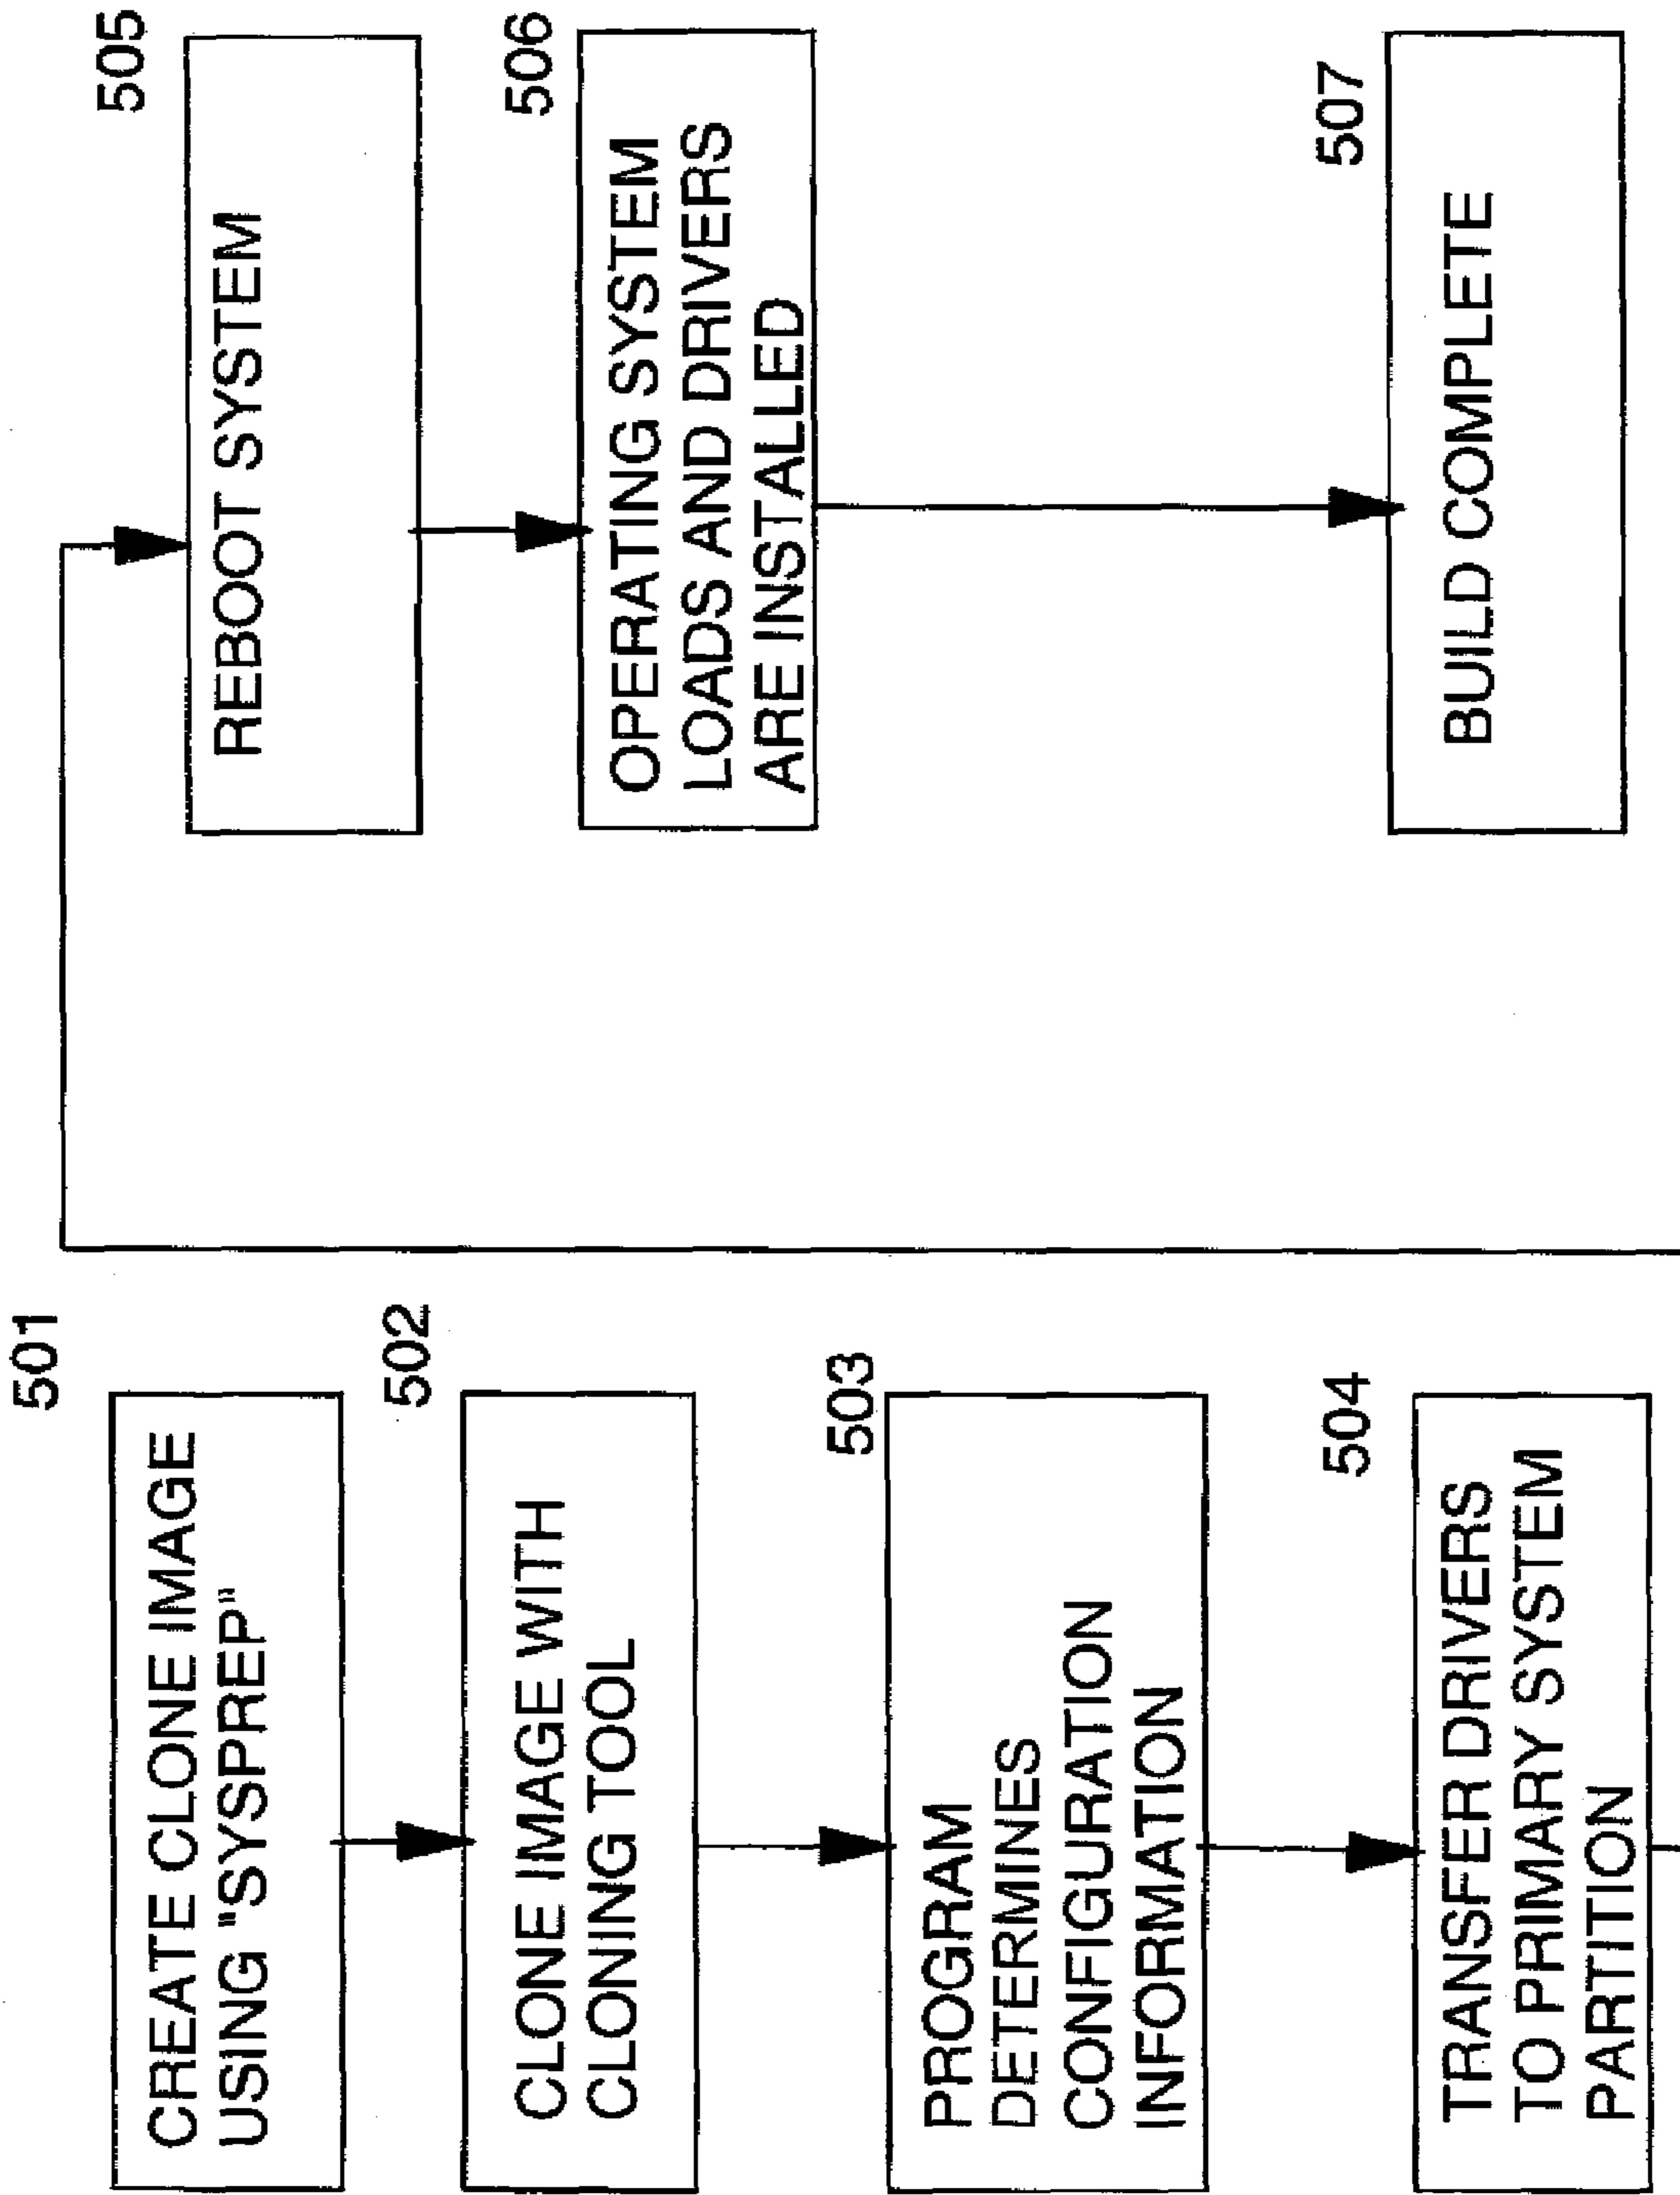 501
CREATE CLONE IMAGE
USING "SYSPREP"
502
CLONE IMAGE WITH
CLONING TOOL
503
PROGRAM
DETERMINES
CONFIGURATION
INFORMATION
504
TRANSFER DRIVERS
TO PRIMARY SYSTEM
PARTITION
505
REBOOT SYSTEM
506
OPERATING SYSTEM
LOADS AND DRIVERS
ARE INSTALLED
507
BUILD COMPLETE